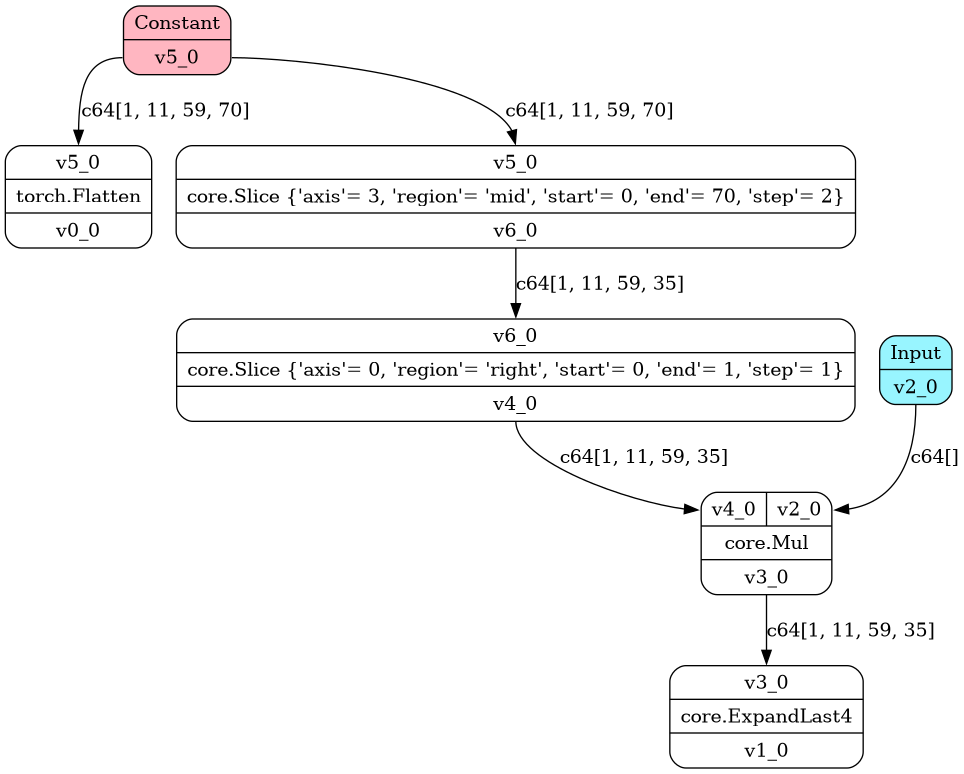 Constant
v5_0
c64[1, 11, 59, 70]
c64[1, 11, 59, 70]
v5_0
torch.Flatten
v0_0
v5_0
core.Slice {'axis'= 3, 'region'= 'mid', 'start'= 0, 'end'= 70, 'step'= 2}
v6_0
c64[1, 11, 59, 35]
v6_0
core.Slice {'axis'= 0, 'region'= 'right', 'start'= 0, 'end'= 1, 'step'= 1}
v4_0
Input
v2_0
c64[1, 11, 59, 35]
c64[]
v4_0 v2_0
core.Mul
v3_0
c64[1, 11, 59, 35]
v3_0
core.ExpandLast4
v1_0